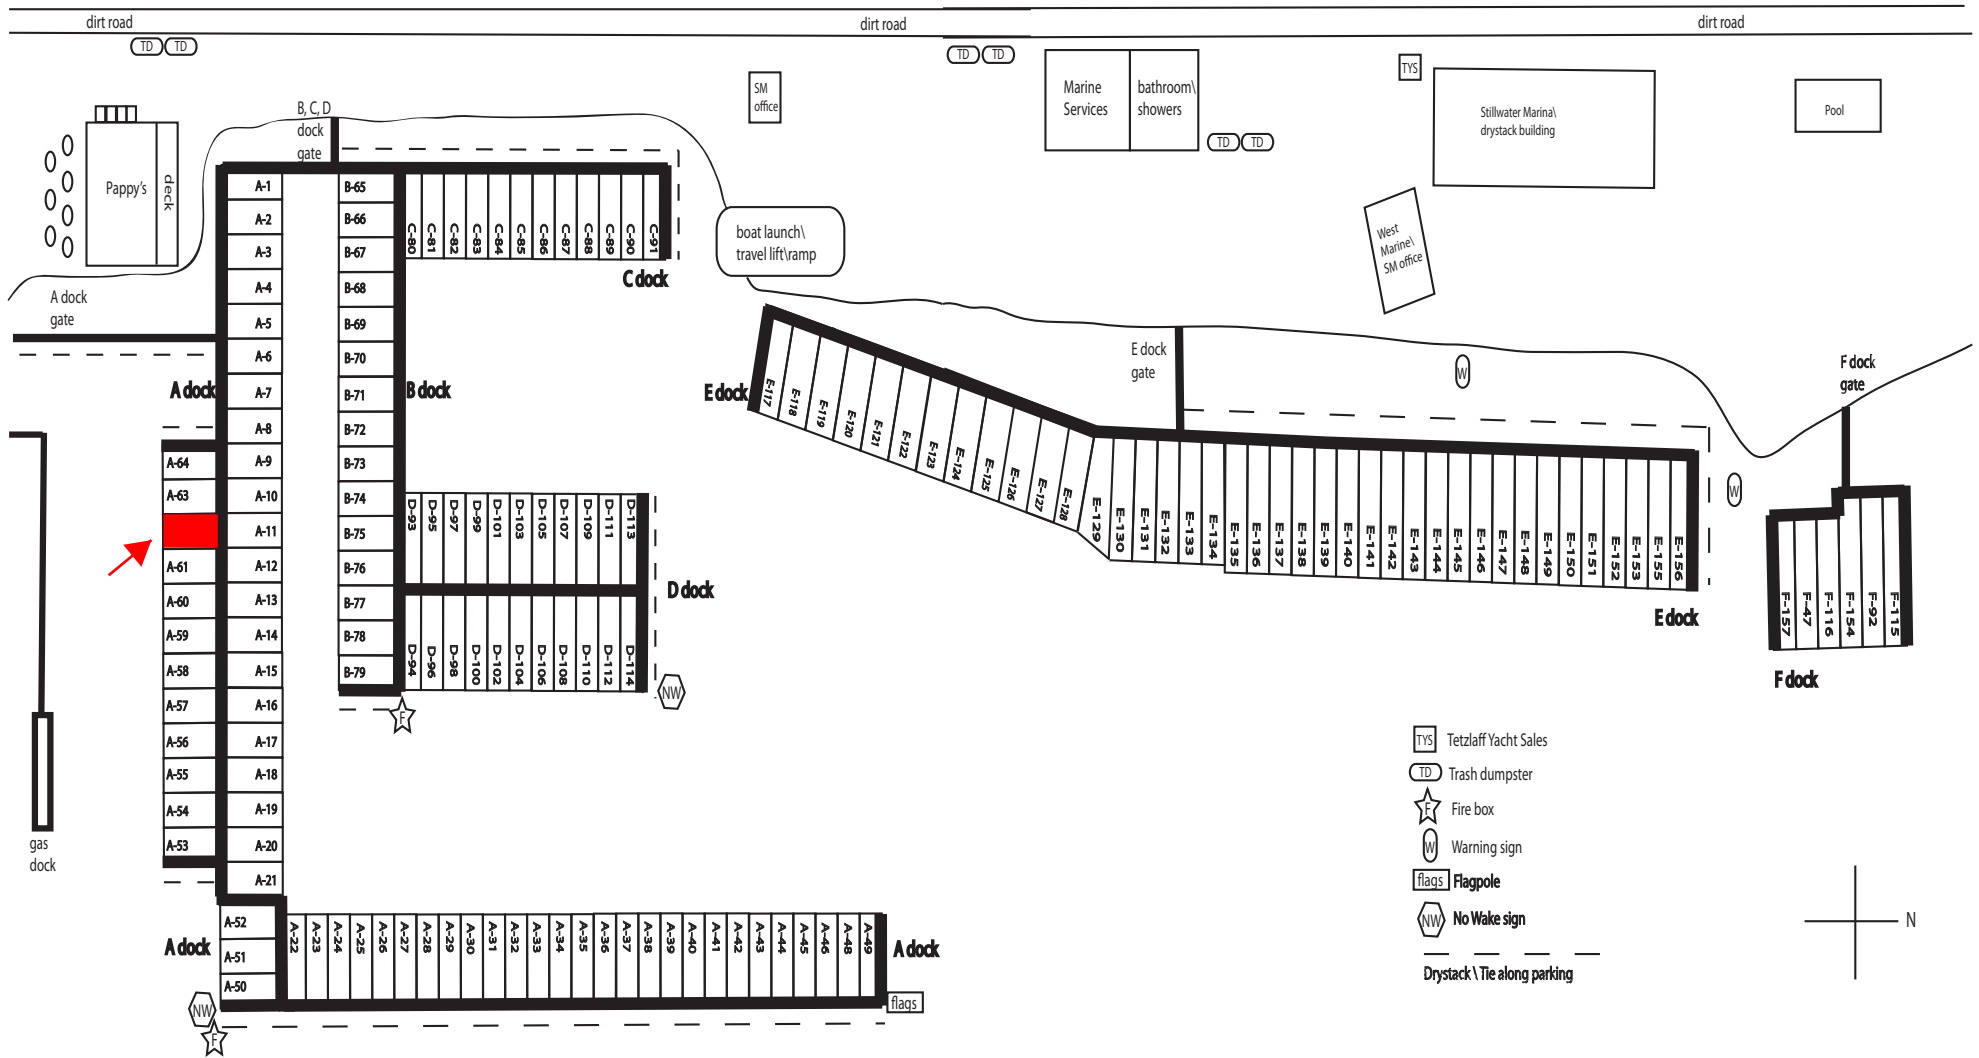 dirt road
dirt road
dirt road
TD
TD
TD
TD
TYS
SM
office
Marine
Services
bathroom\
showers
Stillwater Marina\
drystack building
Pool
TD
TD
B, C, D
dock
gate
Pappy's
deck
West
Marine\
SM office
boat launch\
travel lift\ramp
A dock
gate
A-1
A-2
A-3
A-4
A-5
A-6
A-7
A-8
A-9
A-10
A-11
A-12
A-13
A-14
A-15
A-16
A-17
A-18
A-19
A-20
A-21
A dock
A-64
A-63
A-61
A-60
A-59
A-58
A-57
A-56
A-55
A-54
A-53
gas
dock
B-65
B-66
B-67
B-68
B-69
B-70
B-71
B-72
B-73
B-74
B-75
B-76
B-77
B-78
B-79
B dock
C-80
C-81
C-82
C-83
C-84
C-85
C-86
C-87
C-88
C-89
C-90
C-91
C dock
D-93
D-95
D-97
D-99
D-101
D-103
D-105
D-107
D-109
D-111
D-113
D dock
D-94
D-96
D-98
D-100
D-102
D-104
D-106
D-108
D-110
D-112
D-114
NW
F
E dock
gate
W
E dock
E-117
E-118
E-119
E-120
E-121
E-122
E-123
E-124
E-125
E-126
E-127
E-128
E-129
E-130
E-131
E-132
E-133
E-134
E-135
E-136
E-137
E-138
E-139
E-140
E-141
E-142
E-143
E-144
E-145
E-146
E-147
E-148
E-149
E-150
E-151
E-152
E-153
E-155
E-156
E dock
W
F dock
gate
F-157
F-47
F-116
F-154
F-92
F-115
F dock
A-52
A-51
A-50
A dock
A-22
A-23
A-24
A-25
A-26
A-27
A-28
A-29
A-30
A-31
A-32
A-33
A-34
A-35
A-36
A-37
A-38
A-39
A-40
A-41
A-42
A-43
A-44
A-45
A-46
A-48
A-49
A dock
flags
NW
F
TYS Tetzlaff Yacht Sales
TD Trash dumpster
F Fire box
W Warning sign
flags Flagpole
NW No Wake sign
Drystack \ Tie along parking
N